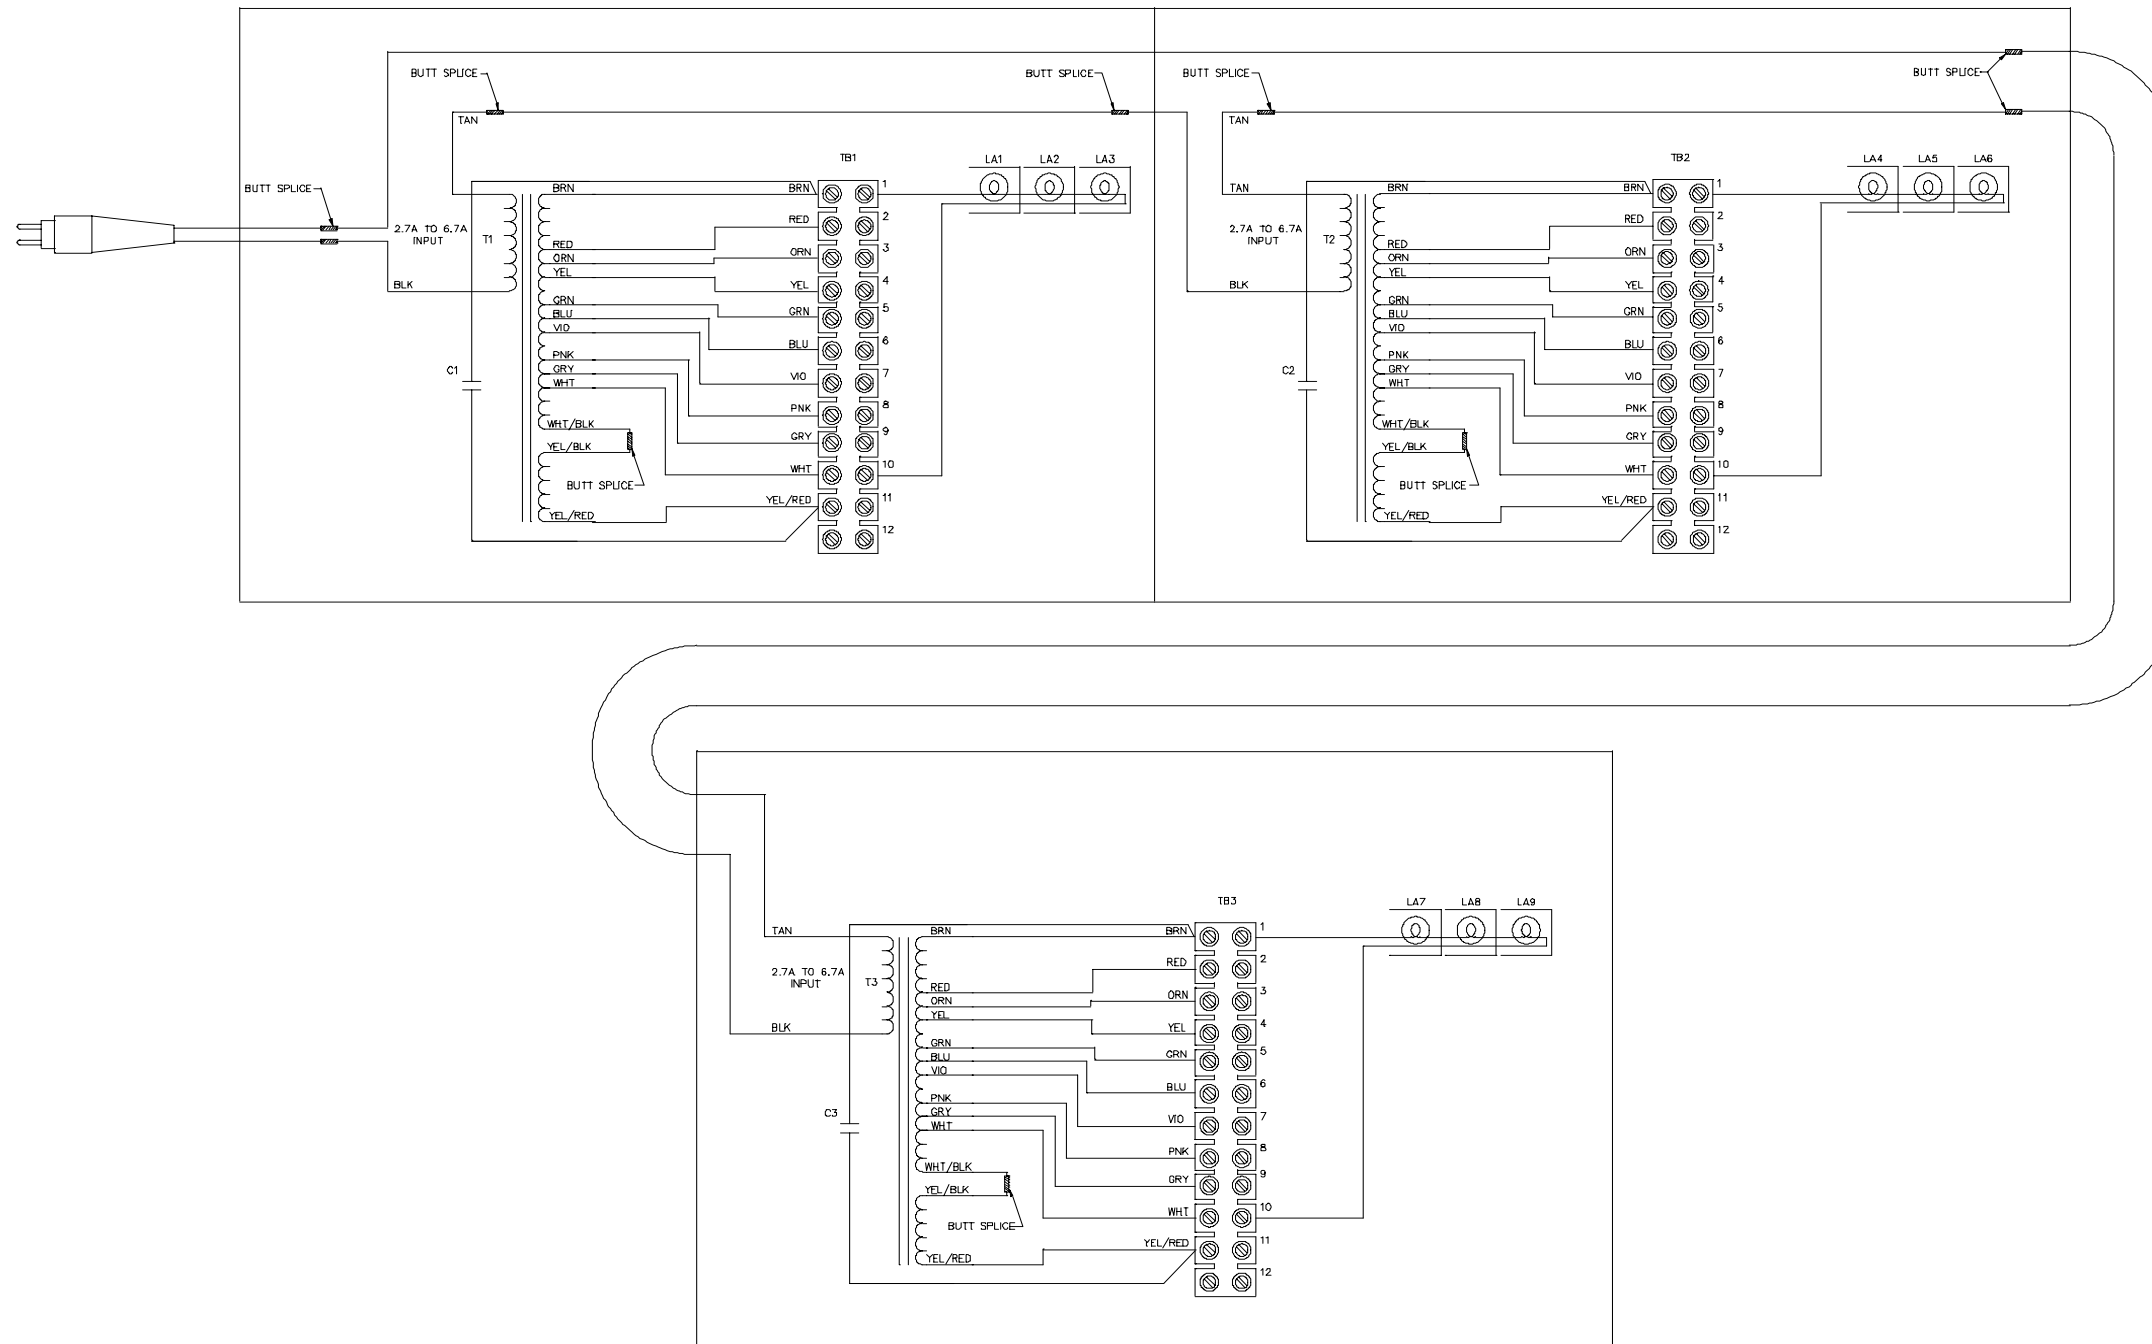 BUTT SPLICE
BUTT SPLICE
BUTT SPLICE
BUTT SPLICE
TAN
TAN
TB1
LA1 LA2 LA3
TB2
LA4 LA5 LA6
BUTT SPLICE
2.7A TO 6.7A
INPUT
T1
BLK
C1
BRN
RED
ORN
YEL
GRN
BLU
VIO
PNK
GRY
WHT
WHT/BLK
YEL/BLK
BUTT SPLICE
YEL/RED
BRN 1
RED 2
ORN 3
YEL 4
GRN 5
BLU 6
VIO 7
PNK 8
GRY 9
WHT 10
YEL/RED 11
12
TAN
2.7A TO 6.7A
INPUT
T2
BLK
C2
BRN
RED
ORN
YEL
GRN
BLU
VIO
PNK
GRY
WHT
WHT/BLK
YEL/BLK
BUTT SPLICE
YEL/RED
BRN 1
RED 2
ORN 3
YEL 4
GRN 5
BLU 6
VIO 7
PNK 8
GRY 9
WHT 10
YEL/RED 11
12
TB3
LA7 LA8 LA9
TAN
2.7A TO 6.7A
INPUT
T3
BLK
C3
BRN
RED
ORN
YEL
GRN
BLU
VIO
PNK
GRY
WHT
WHT/BLK
YEL/BLK
BUTT SPLICE
YEL/RED
BRN 1
RED 2
ORN 3
YEL 4
GRN 5
BLU 6
VIO 7
PNK 8
GRY 9
WHT 10
YEL/RED 11
12